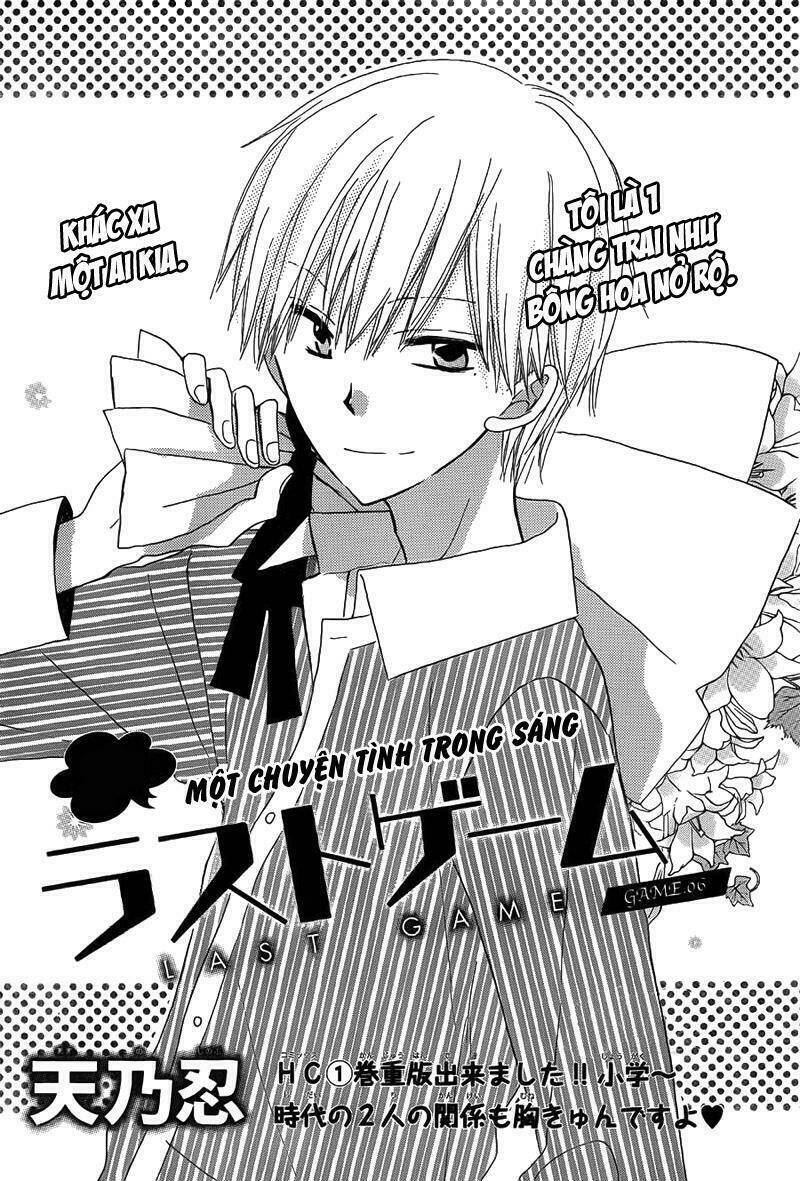 KHÁC XA
MỘT AI KIA.
TÔI LÀ 1
CHÀNG TRAI NHƯ
BÔNG HOA NỞ RỘ.
MỘT CHUYỆN TÌNH TRONG SÁNG
ラストゲーム
GAME.06
LAST GAME
天乃忍
HC①巻重版出来ました!!小学〜
時代の2人の関係も胸きゅんですよ♥